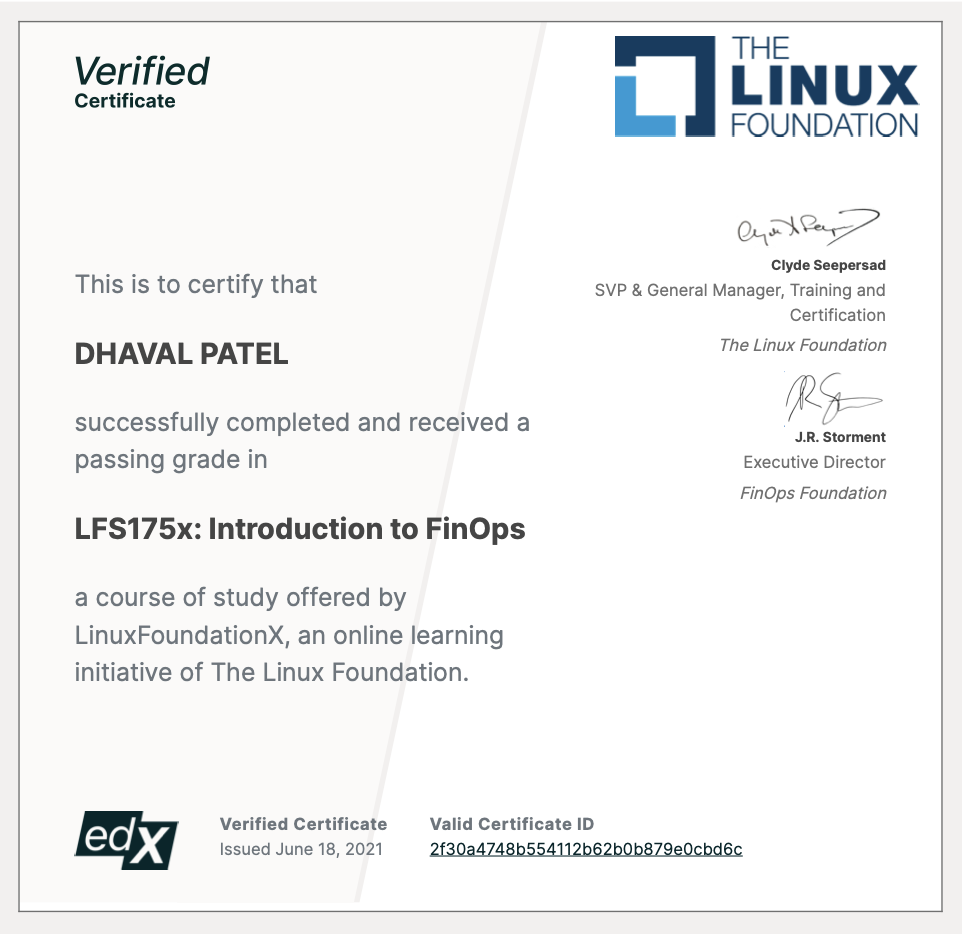 Verified
Certificate
THE
LINUX
FOUNDATION
Clyde Seepersad
SVP & General Manager, Training and
Certification
The Linux Foundation
J.R. Storment
Executive Director
FinOps Foundation
This is to certify that
DHAVAL PATEL
successfully completed and received a
passing grade in
LFS175x: Introduction to FinOps
a course of study offered by
LinuxFoundationX, an online learning
initiative of The Linux Foundation.
edX
Verified Certificate
Issued June 18, 2021
Valid Certificate ID
2f30a4748b554112b62b0b879e0cbd6c